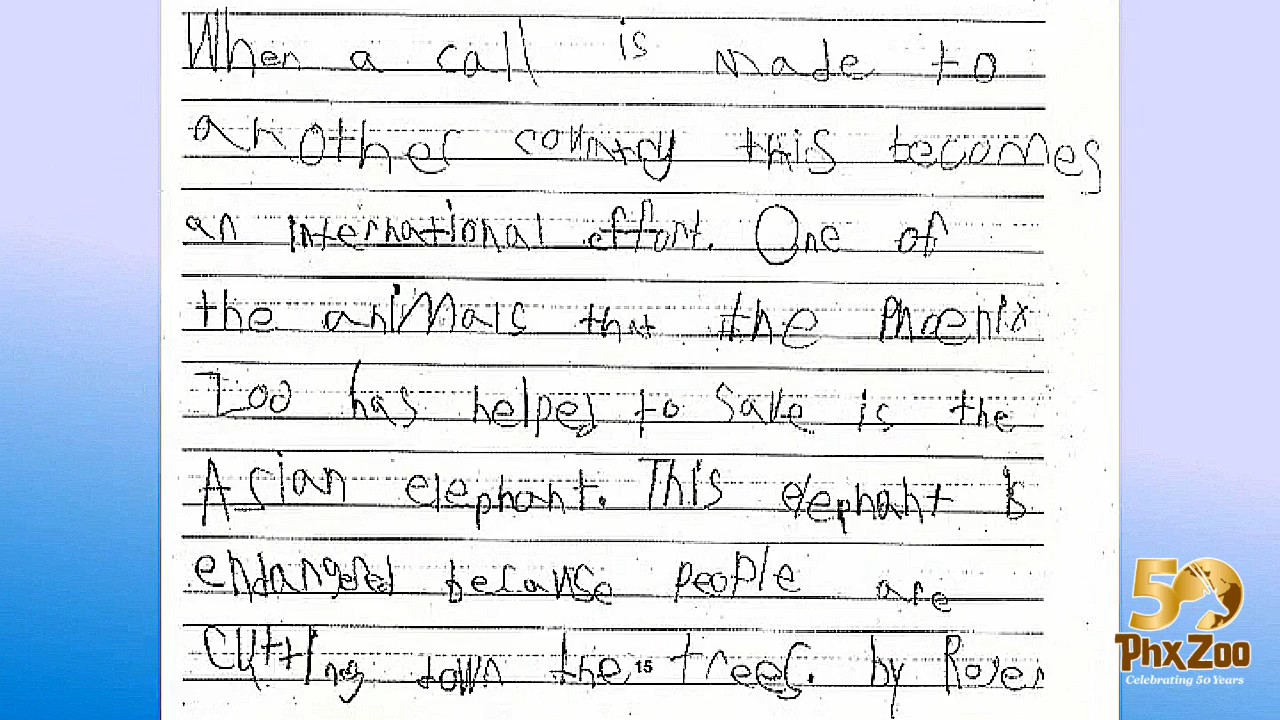 When a call is made to
another country this becomes
an international effort. One of
the animals that the Phoenix
Zoo has helped to save is the
Asian elephant. This elephant is
endangered because people are
cutting down the trees. by
15
50
PhxZoo
Celebrating 50 Years